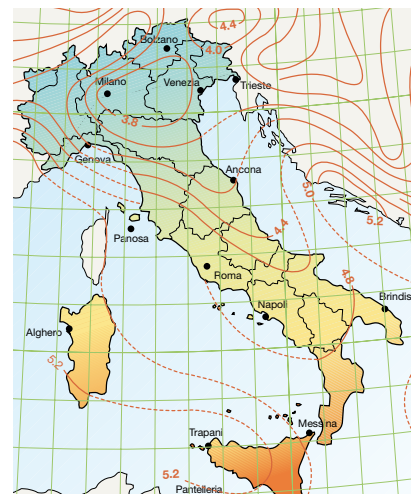 4.4
Bolzano
4.0
Milano
Venezia
Trieste
3.8
Genova
Ancona
5.0
5.2
4.4
Panosa
Roma
4.8
Napoli
Brindis
Alghero
5.2
Messina
Trapani
5.2
Pantelleria